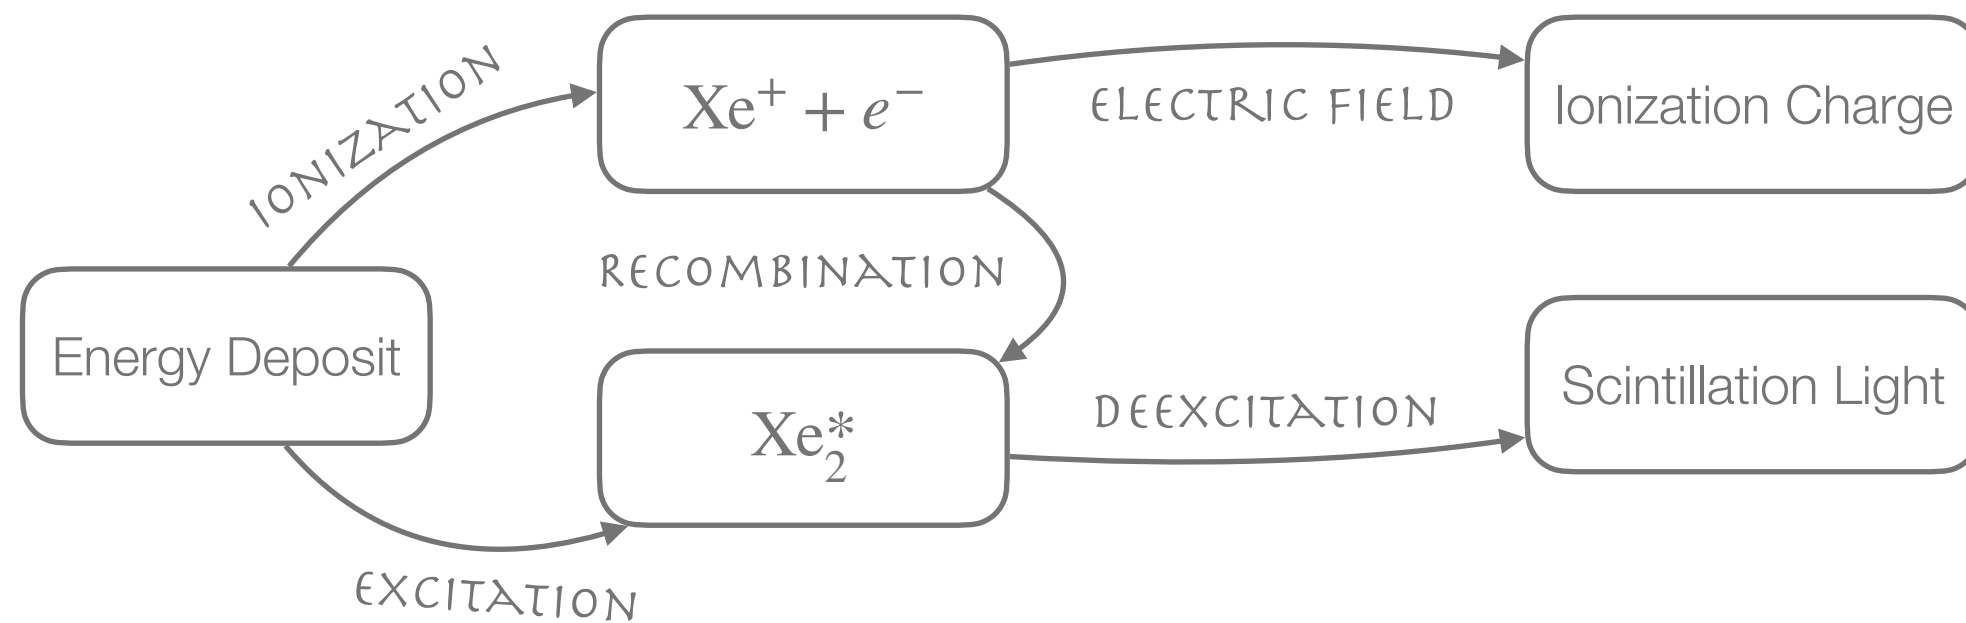 IONIZATION
Xe⁺ + e⁻
ELECTRIC FIELD
Ionization Charge
RECOMBINATION
Energy Deposit
Xe₂*
DEEXCITATION
Scintillation Light
EXCITATION